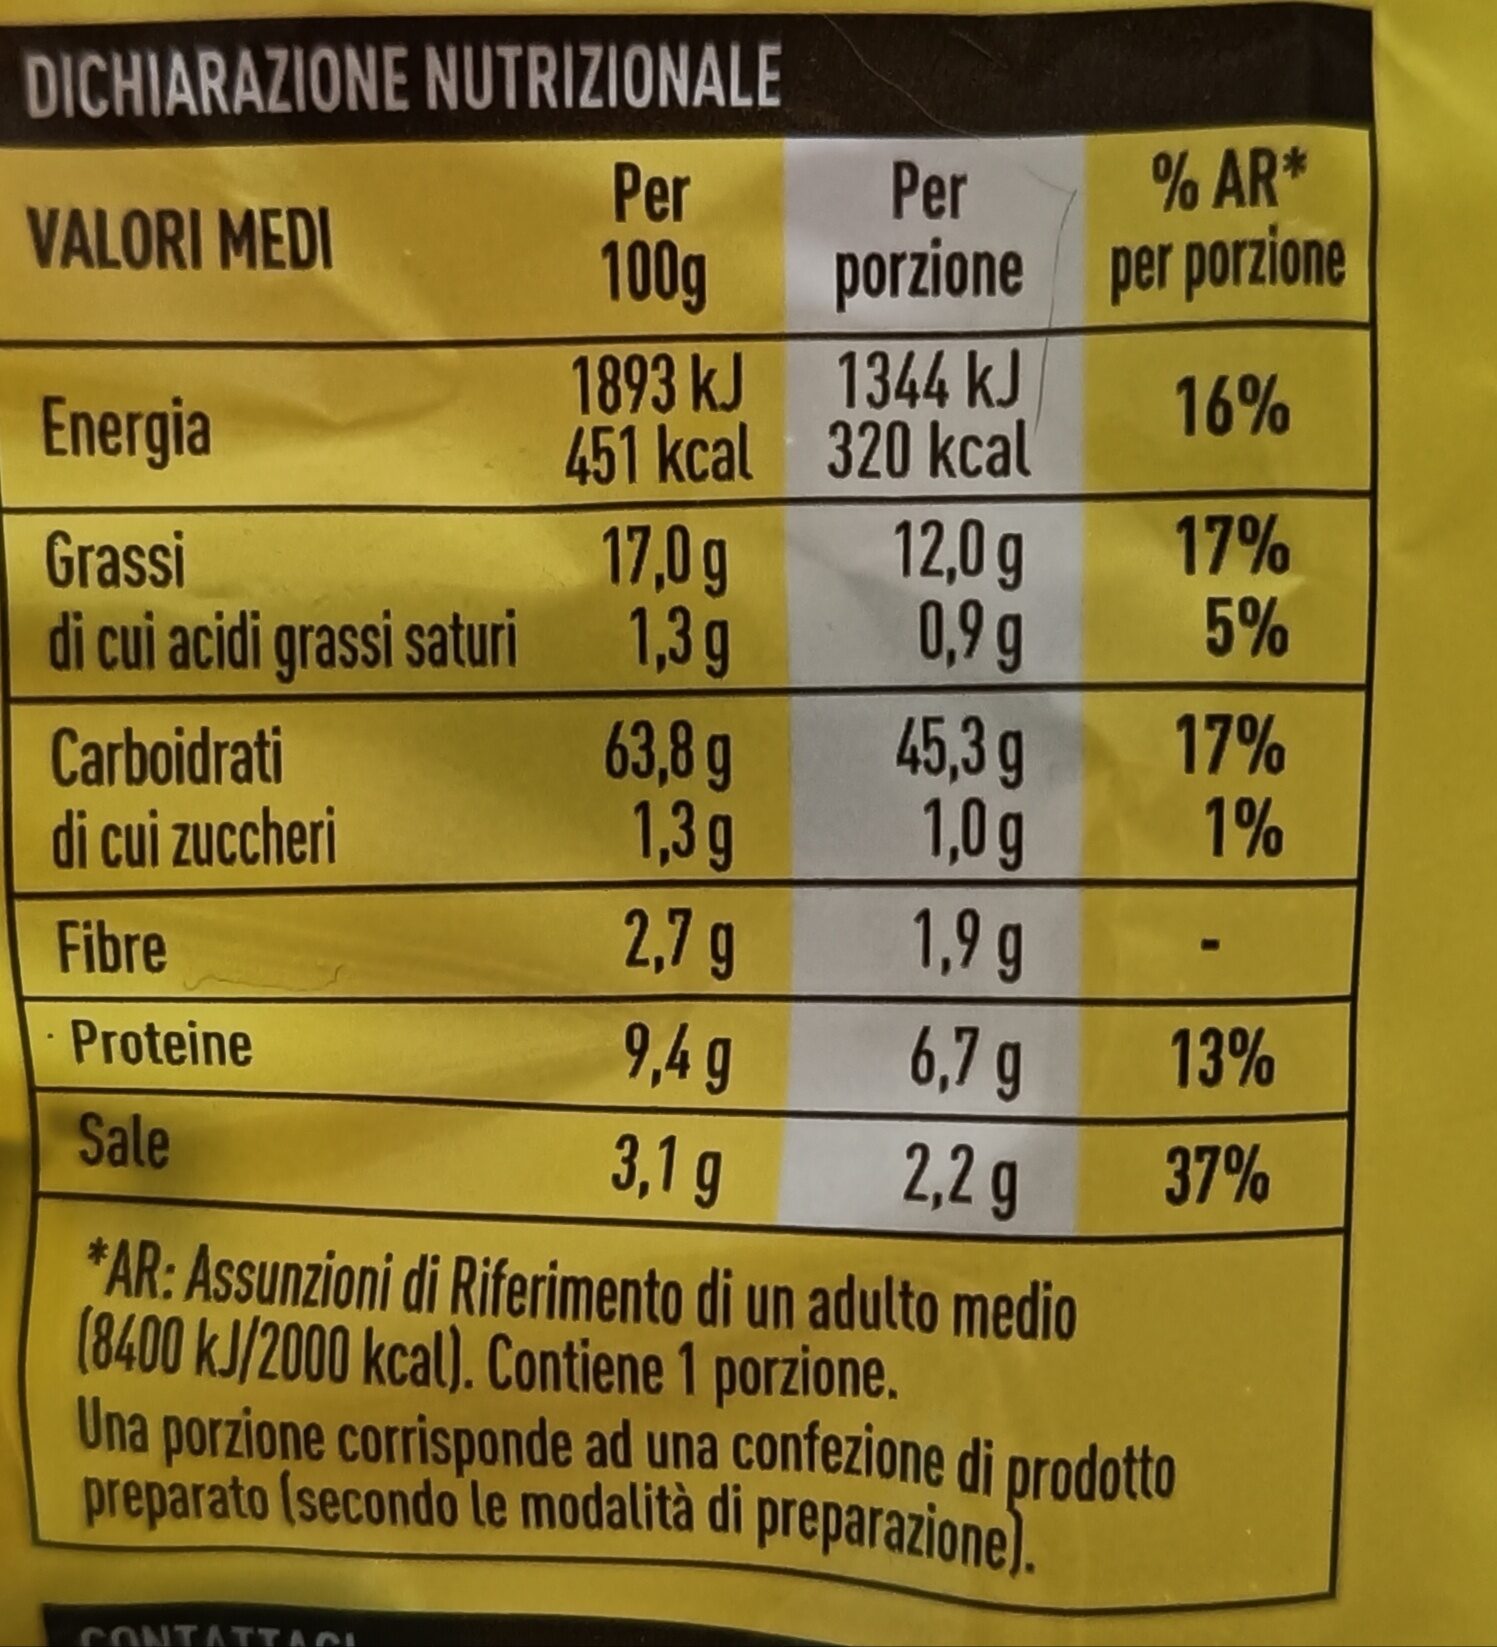 DICHIARAZIONE NUTRIZIONALE
VALORI MEDI Per 100g Per porzione % AR* per porzione
Energia 1893 kJ 1344 kJ 16%
451 kcal 320 kcal
Grassi 17,0 g 12,0 g 17%
di cui acidi grassi saturi 1,3 g 0,9 g 5%
Carboidrati 63,8 g 45,3 g 17%
di cui zuccheri 1,3 g 1,0 g 1%
Fibre 2,7 g 1,9 g -
Proteine 9,4 g 6,7 g 13%
Sale 3,1 g 2,2 g 37%
*AR: Assunzioni di Riferimento di un adulto medio
(8400 kJ/2000 kcal). Contiene 1 porzione.
Una porzione corrisponde ad una confezione di prodotto
preparato (secondo le modalità di preparazione).
CONTATTACI